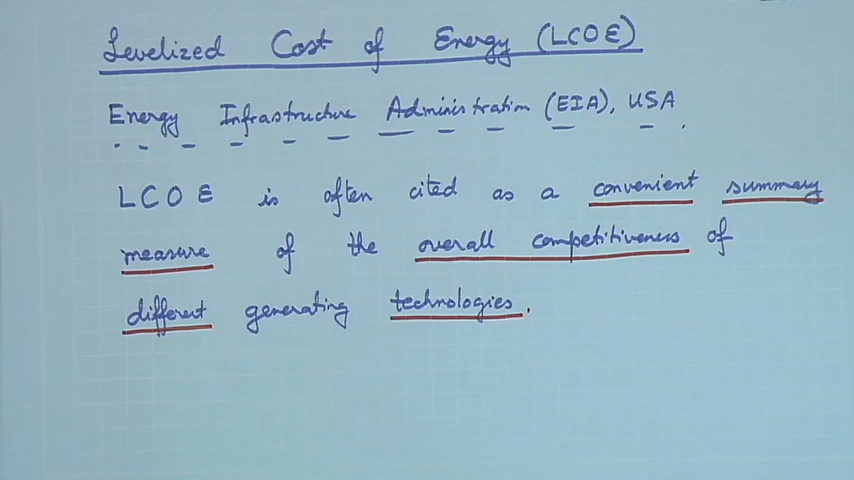 Levelized Cost of Energy (LCOE)
Energy Infrastructure Administration (EIA), USA.
LCOE is often cited as a convenient summary
measure of the overall competitiveness of
different generating technologies.